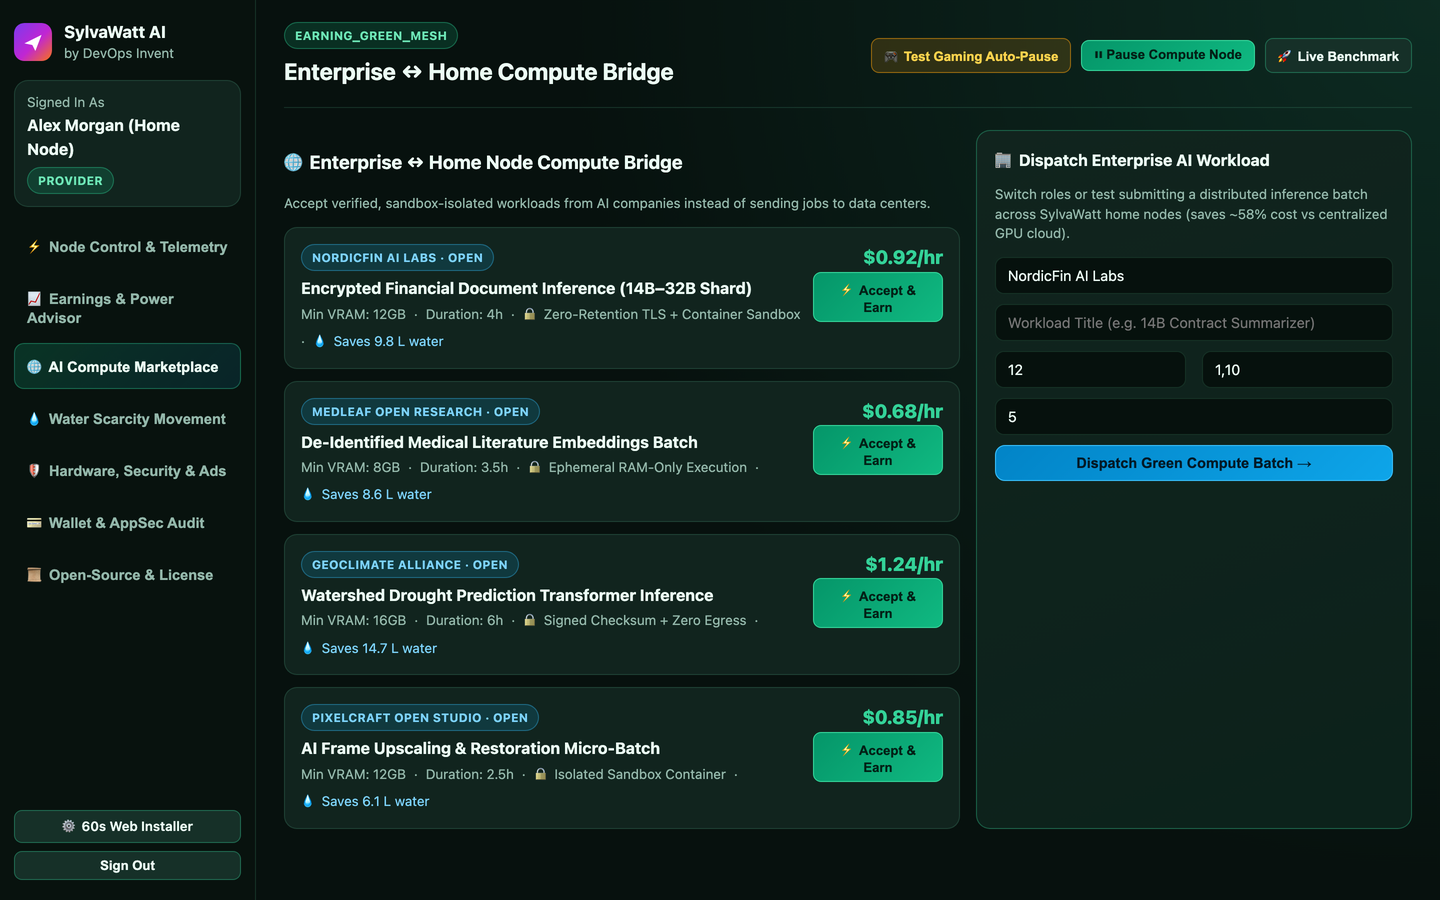 SylvaWatt AI
by DevOps Invent
Signed In As
Alex Morgan (Home
Node)
PROVIDER
⚡ Node Control & Telemetry
📈 Earnings & Power
Advisor
🌐 AI Compute Marketplace
💧 Water Scarcity Movement
🛡️ Hardware, Security & Ads
💳 Wallet & AppSec Audit
📜 Open-Source & License
⚙️ 60s Web Installer
Sign Out
EARNING_GREEN_MESH
Enterprise ↔ Home Compute Bridge
🎮 Test Gaming Auto-Pause
⏸ Pause Compute Node
🚀 Live Benchmark
🌐 Enterprise ↔ Home Node Compute Bridge
Accept verified, sandbox-isolated workloads from AI companies instead of sending jobs to data centers.
NORDICFIN AI LABS · OPEN
$0.92/hr
Encrypted Financial Document Inference (14B–32B Shard)
Min VRAM: 12GB · Duration: 4h · 🔒 Zero-Retention TLS + Container Sandbox
· 💧 Saves 9.8 L water
⚡ Accept &
Earn
MEDLEAF OPEN RESEARCH · OPEN
$0.68/hr
De-Identified Medical Literature Embeddings Batch
Min VRAM: 8GB · Duration: 3.5h · 🔒 Ephemeral RAM-Only Execution ·
💧 Saves 8.6 L water
⚡ Accept &
Earn
GEOCLIMATE ALLIANCE · OPEN
$1.24/hr
Watershed Drought Prediction Transformer Inference
Min VRAM: 16GB · Duration: 6h · 🔒 Signed Checksum + Zero Egress ·
💧 Saves 14.7 L water
⚡ Accept &
Earn
PIXELCRAFT OPEN STUDIO · OPEN
$0.85/hr
AI Frame Upscaling & Restoration Micro-Batch
Min VRAM: 12GB · Duration: 2.5h · 🔒 Isolated Sandbox Container ·
💧 Saves 6.1 L water
⚡ Accept &
Earn
🏢 Dispatch Enterprise AI Workload
Switch roles or test submitting a distributed inference batch
across SylvaWatt home nodes (saves ~58% cost vs centralized
GPU cloud).
NordicFin AI Labs
Workload Title (e.g. 14B Contract Summarizer)
12
1,10
5
Dispatch Green Compute Batch →